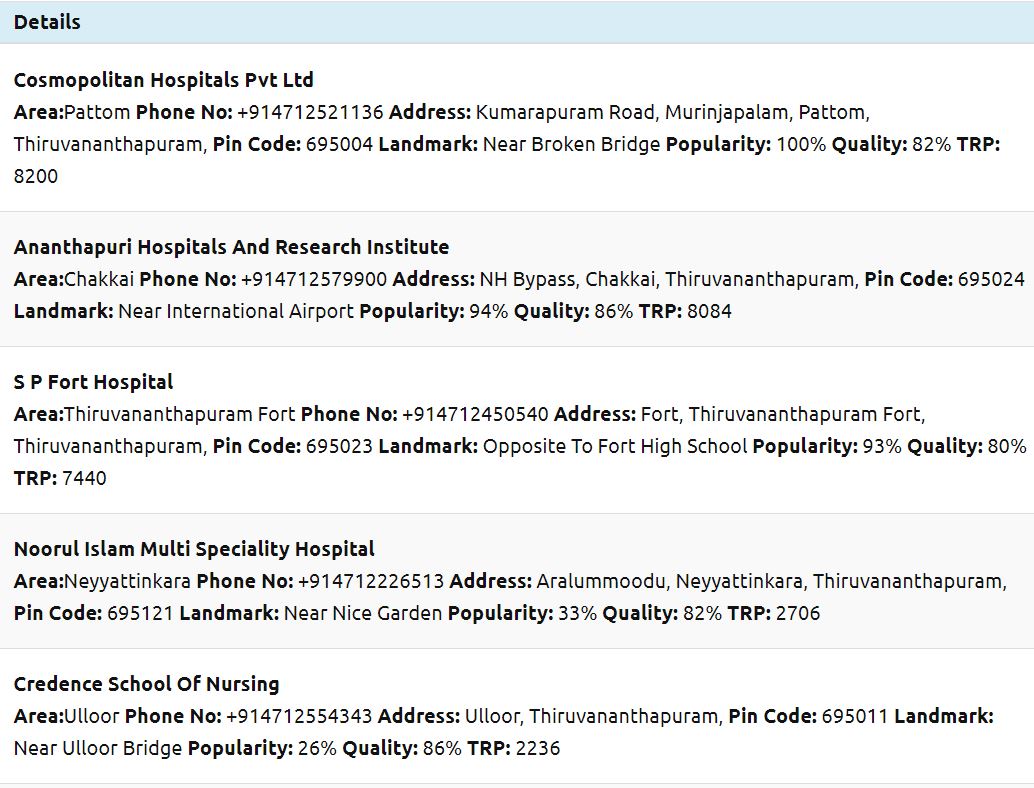 Details
Cosmopolitan Hospitals Pvt Ltd
Area:Pattom Phone No: +914712521136 Address: Kumarapuram Road, Murinjapalam, Pattom,
Thiruvananthapuram, Pin Code: 695004 Landmark: Near Broken Bridge Popularity: 100% Quality: 82% TRP:
8200
Ananthapuri Hospitals And Research Institute
Area:Chakkai Phone No: +914712579900 Address: NH Bypass, Chakkai, Thiruvananthapuram, Pin Code: 695024
Landmark: Near International Airport Popularity: 94% Quality: 86% TRP: 8084
S P Fort Hospital
Area:Thiruvananthapuram Fort Phone No: +914712450540 Address: Fort, Thiruvananthapuram Fort,
Thiruvananthapuram, Pin Code: 695023 Landmark: Opposite To Fort High School Popularity: 93% Quality: 80%
TRP: 7440
Noorul Islam Multi Speciality Hospital
Area:Neyyattinkara Phone No: +914712226513 Address: Aralummoodu, Neyyattinkara, Thiruvananthapuram,
Pin Code: 695121 Landmark: Near Nice Garden Popularity: 33% Quality: 82% TRP: 2706
Credence School Of Nursing
Area:Ulloor Phone No: +914712554343 Address: Ulloor, Thiruvananthapuram, Pin Code: 695011 Landmark:
Near Ulloor Bridge Popularity: 26% Quality: 86% TRP: 2236